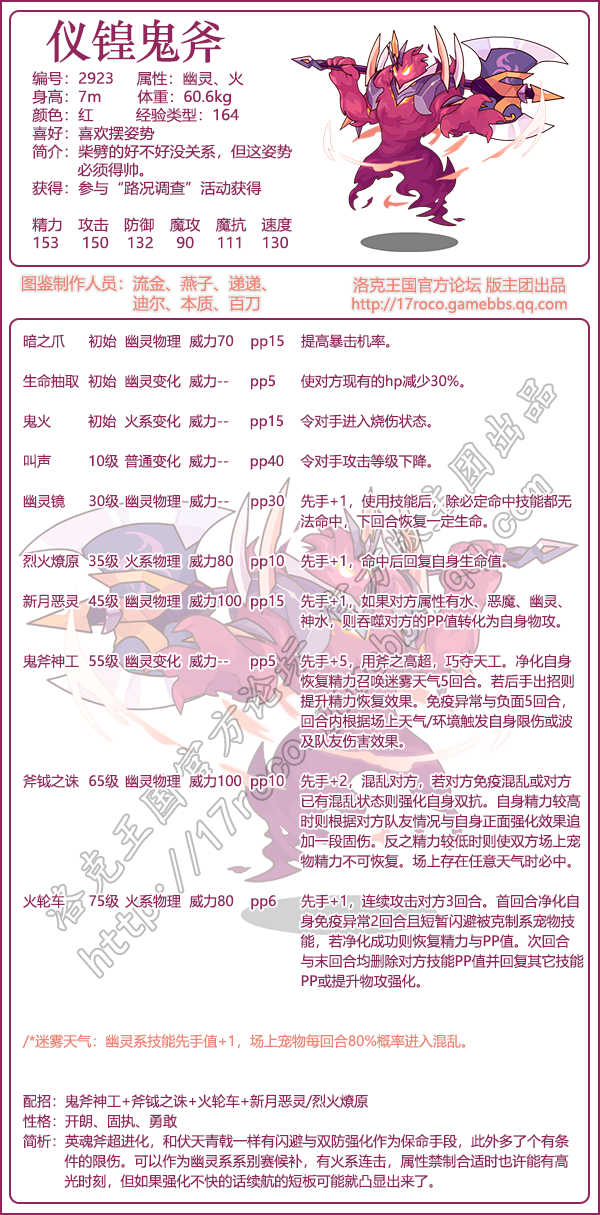 仪锽鬼斧
编号：2923 属性：幽灵、火
身高：7m 体重：60.6kg
颜色：红 经验类型：164
喜好：喜欢摆姿势
简介：柴劈的好不好没关系，但这姿势
必须得帅。
获得：参与“路况调查”活动获得
精力 攻击 防御 魔攻 魔抗 速度
153 150 132 90 111 130
图鉴制作人员：流金、燕子、递递、
迪尔、本质、百刀
洛克王国官方论坛 版主团出品
http://17roco.gamebbs.qq.com
暗之爪 初始 幽灵物理 威力70 pp15 提高暴击机率。
生命抽取 初始 幽灵变化 威力-- pp5 使对方现有的hp减少30%。
鬼火 初始 火系变化 威力-- pp15 令对手进入烧伤状态。
叫声 10级 普通变化 威力-- pp40 令对手攻击等级下降。
幽灵镜 30级 幽灵物理 威力-- pp30 先手+1，使用技能后，除必定命中技能都无
法命中，下回合恢复一定生命。
烈火燎原 35级 火系物理 威力80 pp10 先手+1，命中后回复自身生命值。
新月恶灵 45级 幽灵物理 威力100 pp15 先手+1，如果对方属性有水、恶魔、幽灵、
神水，则吞噬对方的PP值转化为自身物攻。
鬼斧神工 55级 幽灵变化 威力-- pp5 先手+5，用斧之高超，巧夺天工。净化自身
恢复精力召唤迷雾天气5回合。若后手出招则
提升精力恢复效果。免疫异常与负面5回合，
回合内根据场上天气/环境触发自身限伤或波
及队友伤害效果。
斧钺之诛 65级 幽灵物理 威力100 pp10 先手+2，混乱对方，若对方免疫混乱或对方
已有混乱状态则强化自身双抗。自身精力较高
时则根据对方队友情况与自身正面强化效果追
加一段固伤。反之精力较低时则使双方场上宠
物精力不可恢复。场上存在任意天气时必中。
火轮车 75级 火系物理 威力80 pp6 先手+1，连续攻击对方3回合。首回合净化自
身免疫异常2回合且短暂闪避被克制系宠物技
能，若净化成功则恢复精力与PP值。次回合
与末回合均删除对方技能PP值并回复其它技能
PP或提升物攻强化。
/*迷雾天气：幽灵系技能先手值+1，场上宠物每回合80%概率进入混乱。
配招：鬼斧神工+斧钺之诛+火轮车+新月恶灵/烈火燎原
性格：开朗、固执、勇敢
简析：英魂斧超进化，和伏天青戟一样有闪避与双防强化作为保命手段，此外多了个有条
件的限伤。可以作为幽灵系系别赛候补，有火系连击，属性禁制合适时也许能有高
光时刻，但如果强化不快的话续航的短板可能就凸显出来了。
洛克王国官方论坛 版主团出品
http://17roco.gamebbs.qq.com